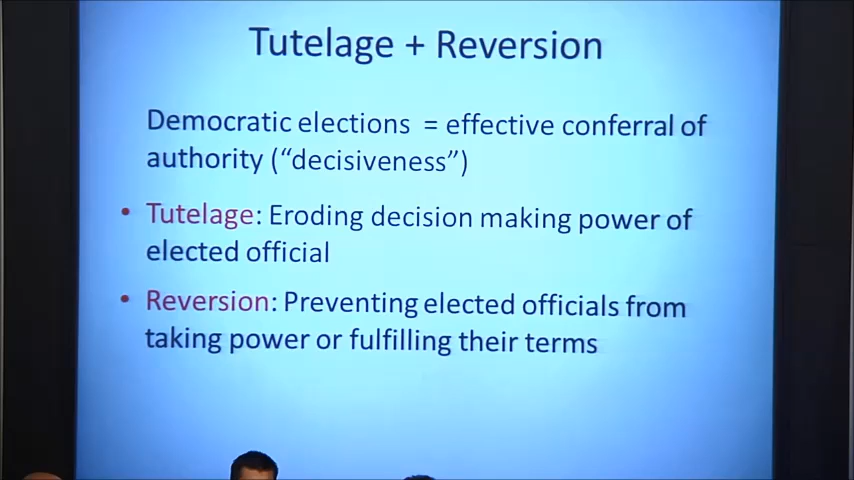 Tutelage + Reversion
Democratic elections = effective conferral of
authority (“decisiveness”)
• Tutelage: Eroding decision making power of
elected official
• Reversion: Preventing elected officials from
taking power or fulfilling their terms